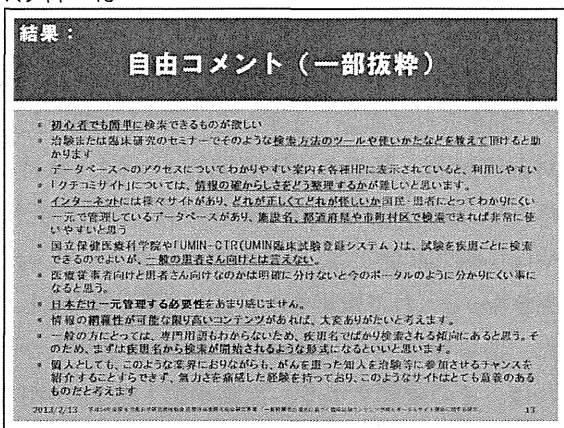 結果：
自由コメント（一部抜粋）
初心者でも簡単に検索できるものが欲しい
治験または臨床研究のセミナーでそのような検索方法のツールや使いかたなどを教えて頂けると助
かります
データベースへのアクセスについてわかりやすい案内を各種HPに表示されていると、利用しやすい
「クチコミサイト」については、情報の確からしさをどう整理するかが難しいと思います。
インターネットには様々サイトがあり、どれが正しくてどれが怪しいか国民・患者にとってわかりにくい
一元で管理しているデータベースがあり、施設名、都道府県や市町村区で検索できれば非常に使
いやすいと思う
国立保健医療科学院や「UMIN-CTR(UMIN臨床試験登録システム)は、試験を疾患ごとに検索
できるのでよいが、一般の患者さん向けとは言えない。
医療従事者向けと患者さん向けなのかは明確に分けないと今のポータルのように分かりにくい事に
なると思う。
日本だけ一元管理する必要性をあまり感じません。
情報の網羅性が可能な限り高いコンテンツがあれば、大変ありがたいと考えます。
一般の方にとっては、専門用語もわからないため、疾患名でばかり検索される傾向にあると思う。そ
のため、まずは疾患名から検索が開始されるような形式になるといいと思います。
個人としても、このような業界におりながらも、がんを患った知人を治験等に参加させるチャンスを
紹介することすらできず、無力さを痛感した経験を持っており、このようなサイトはとても意義のある
ものだと考えます
2013/2/13
13